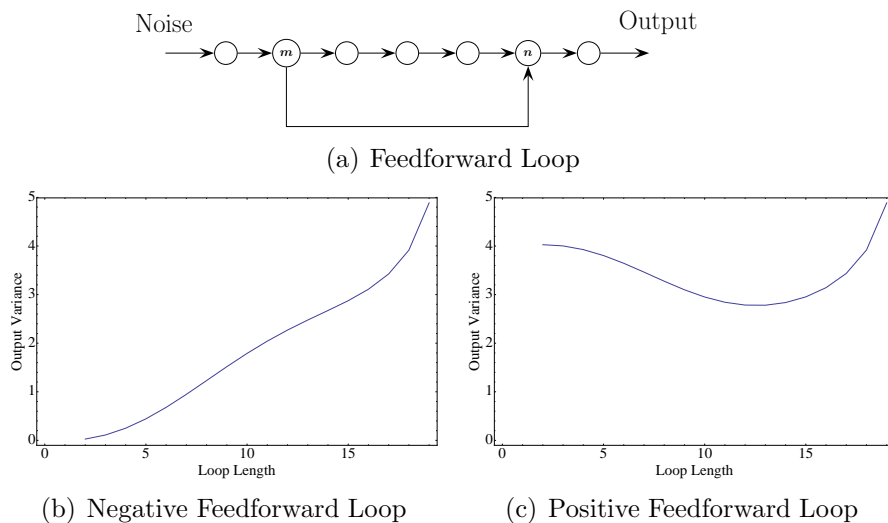 Noise Output
m n
(a) Feedforward Loop
5
4
3
2
1
0
Output Variance
0 5 10 15
Loop Length
(b) Negative Feedforward Loop
5
4
3
2
1
0
Output Variance
0 5 10 15
Loop Length
(c) Positive Feedforward Loop